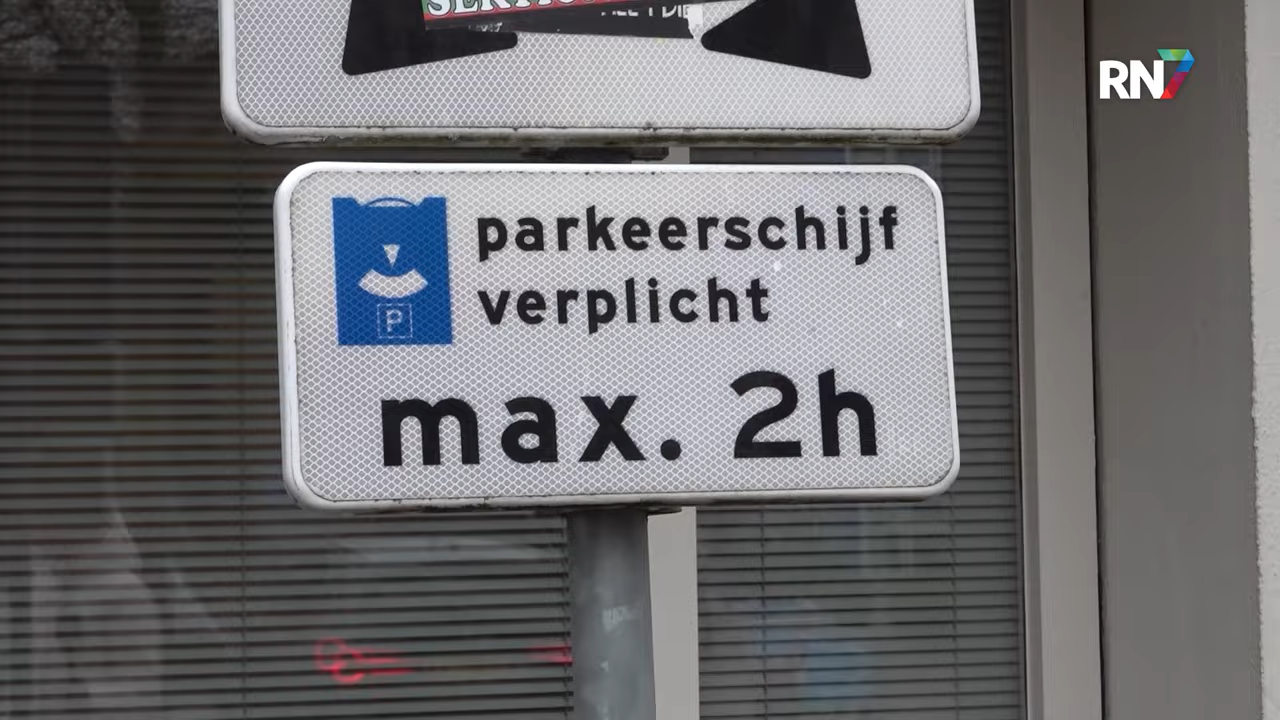 RN7
parkeerschijf
verplicht
P
max. 2h